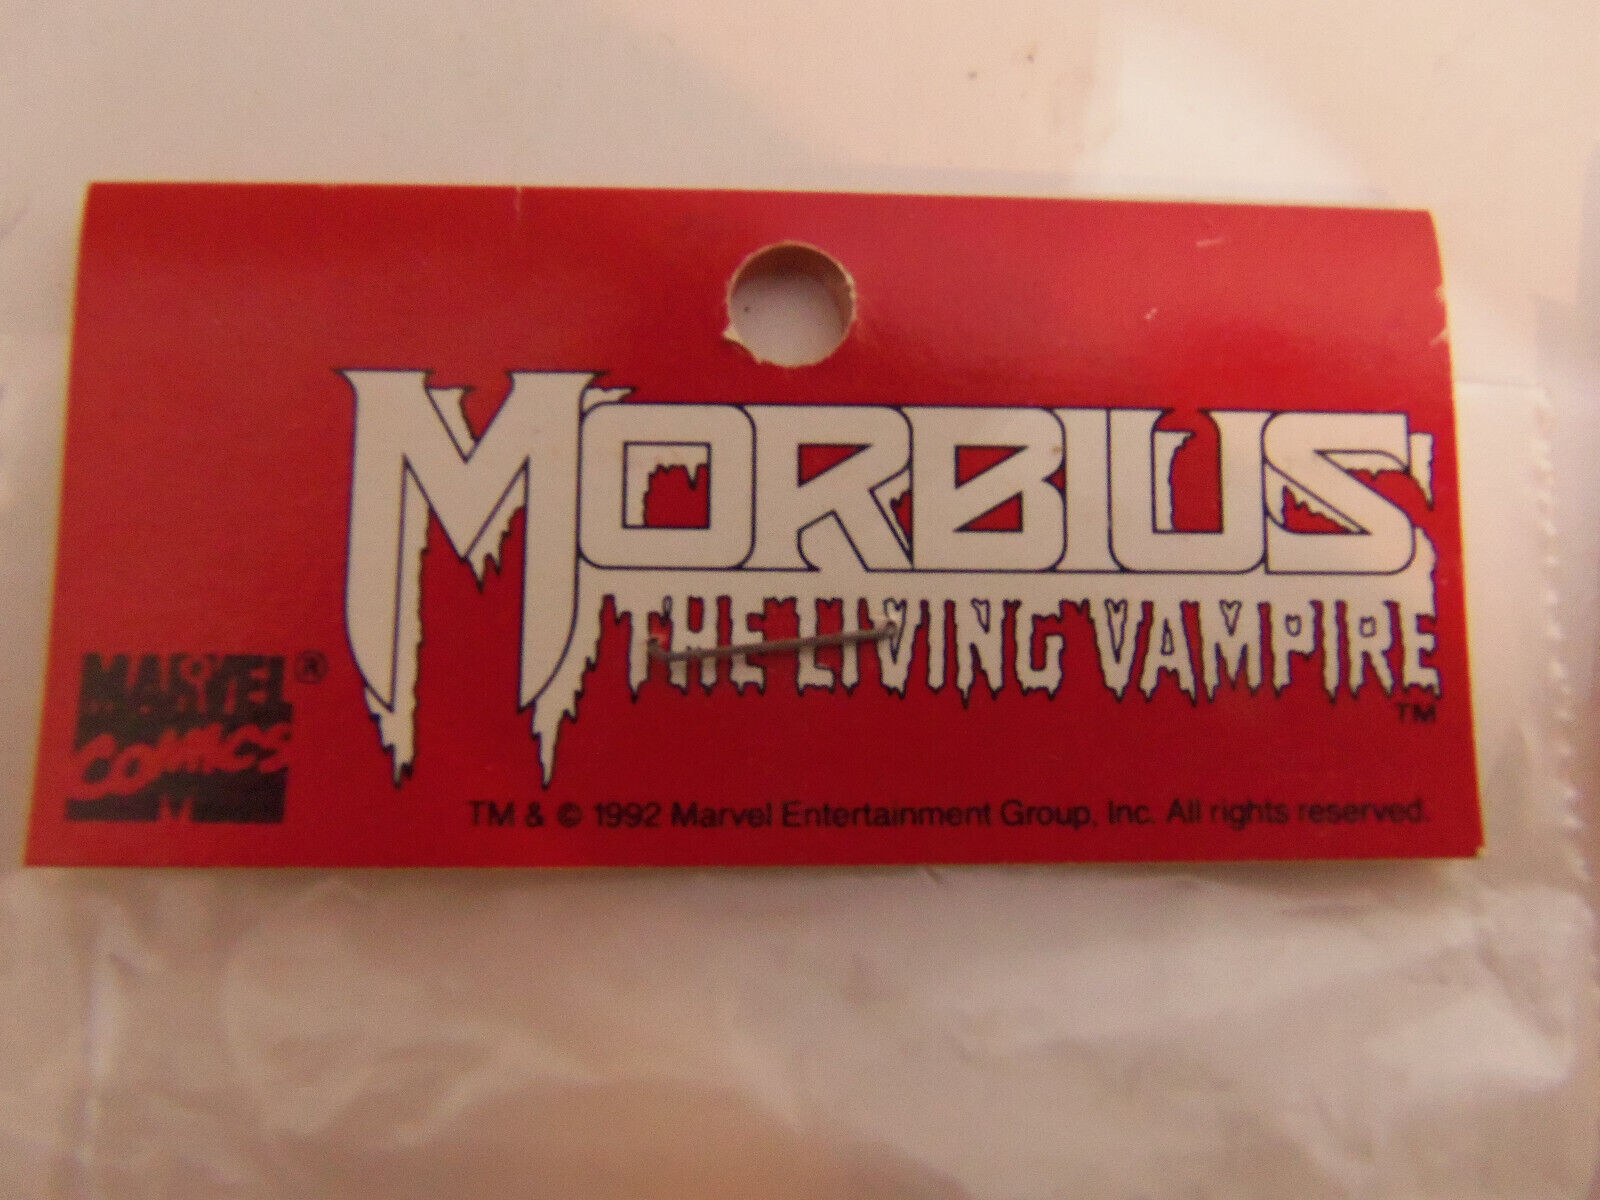 MORBIUS
THE LIVING VAMPIRE
TM
MARVEL®
COMICS
TM & © 1992 Marvel Entertainment Group, Inc. All rights reserved.